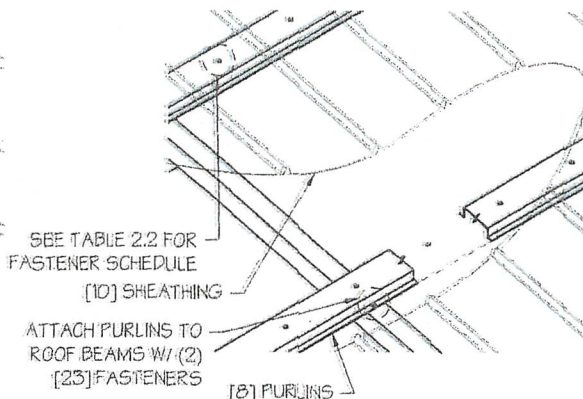 SEE TABLE 2.2 FOR
FASTENER SCHEDULE
[10] SHEATHING
ATTACH PURLINS TO
ROOF BEAMS W/ (2)
[23] FASTENERS
[8] PURLINS